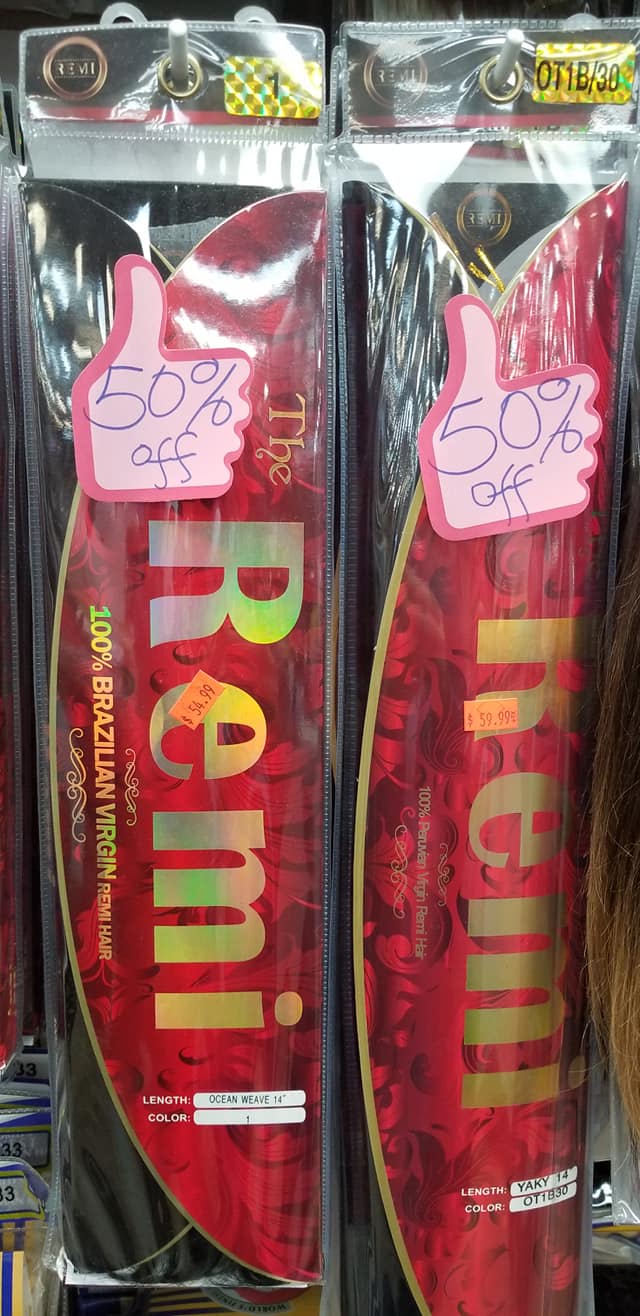 REMI
1
50%
off
The
Remi
$ 54.99
100% BRAZILIAN VIRGIN REMI HAIR
LENGTH: OCEAN WEAVE 14"
COLOR: 1
REMI
OT1B/30
REMI
50%
off
Remi
$ 59.99
100% Peruvian Virgin Remi Hair
LENGTH: YAKY 14"
COLOR: OT1B30
33
33
33
WORLD'S